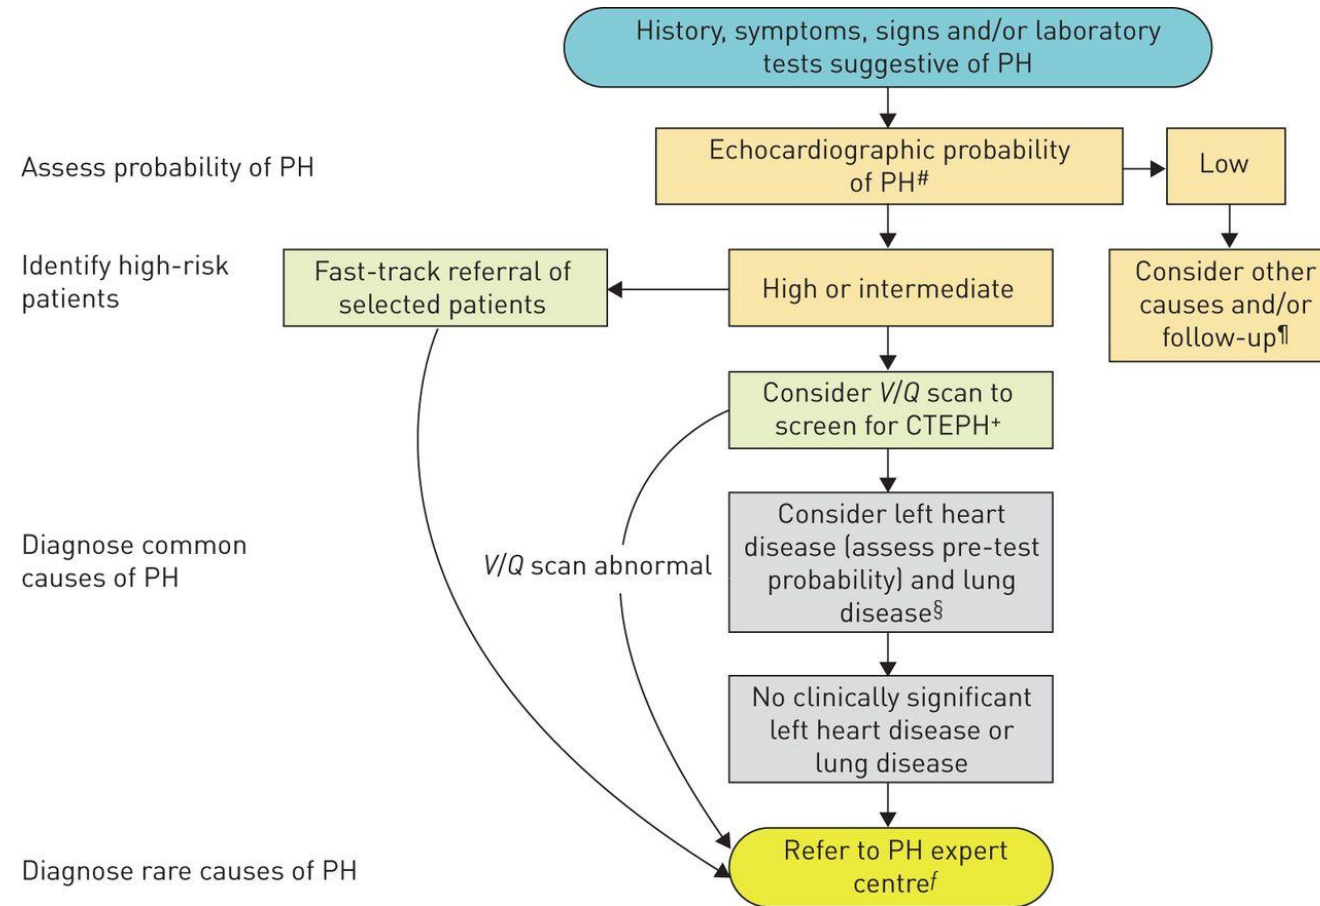 History, symptoms, signs and/or laboratory
tests suggestive of PH
Assess probability of PH
Echocardiographic probability
of PH#
Low
Identify high-risk
patients
Fast-track referral of
selected patients
High or intermediate
Consider other
causes and/or
follow-up¶
Consider V/Q scan to
screen for CTEPH+
Diagnose common
causes of PH
V/Q scan abnormal
Consider left heart
disease (assess pre-test
probability) and lung
disease§
No clinically significant
left heart disease or
lung disease
Diagnose rare causes of PH
Refer to PH expert
centreƒ